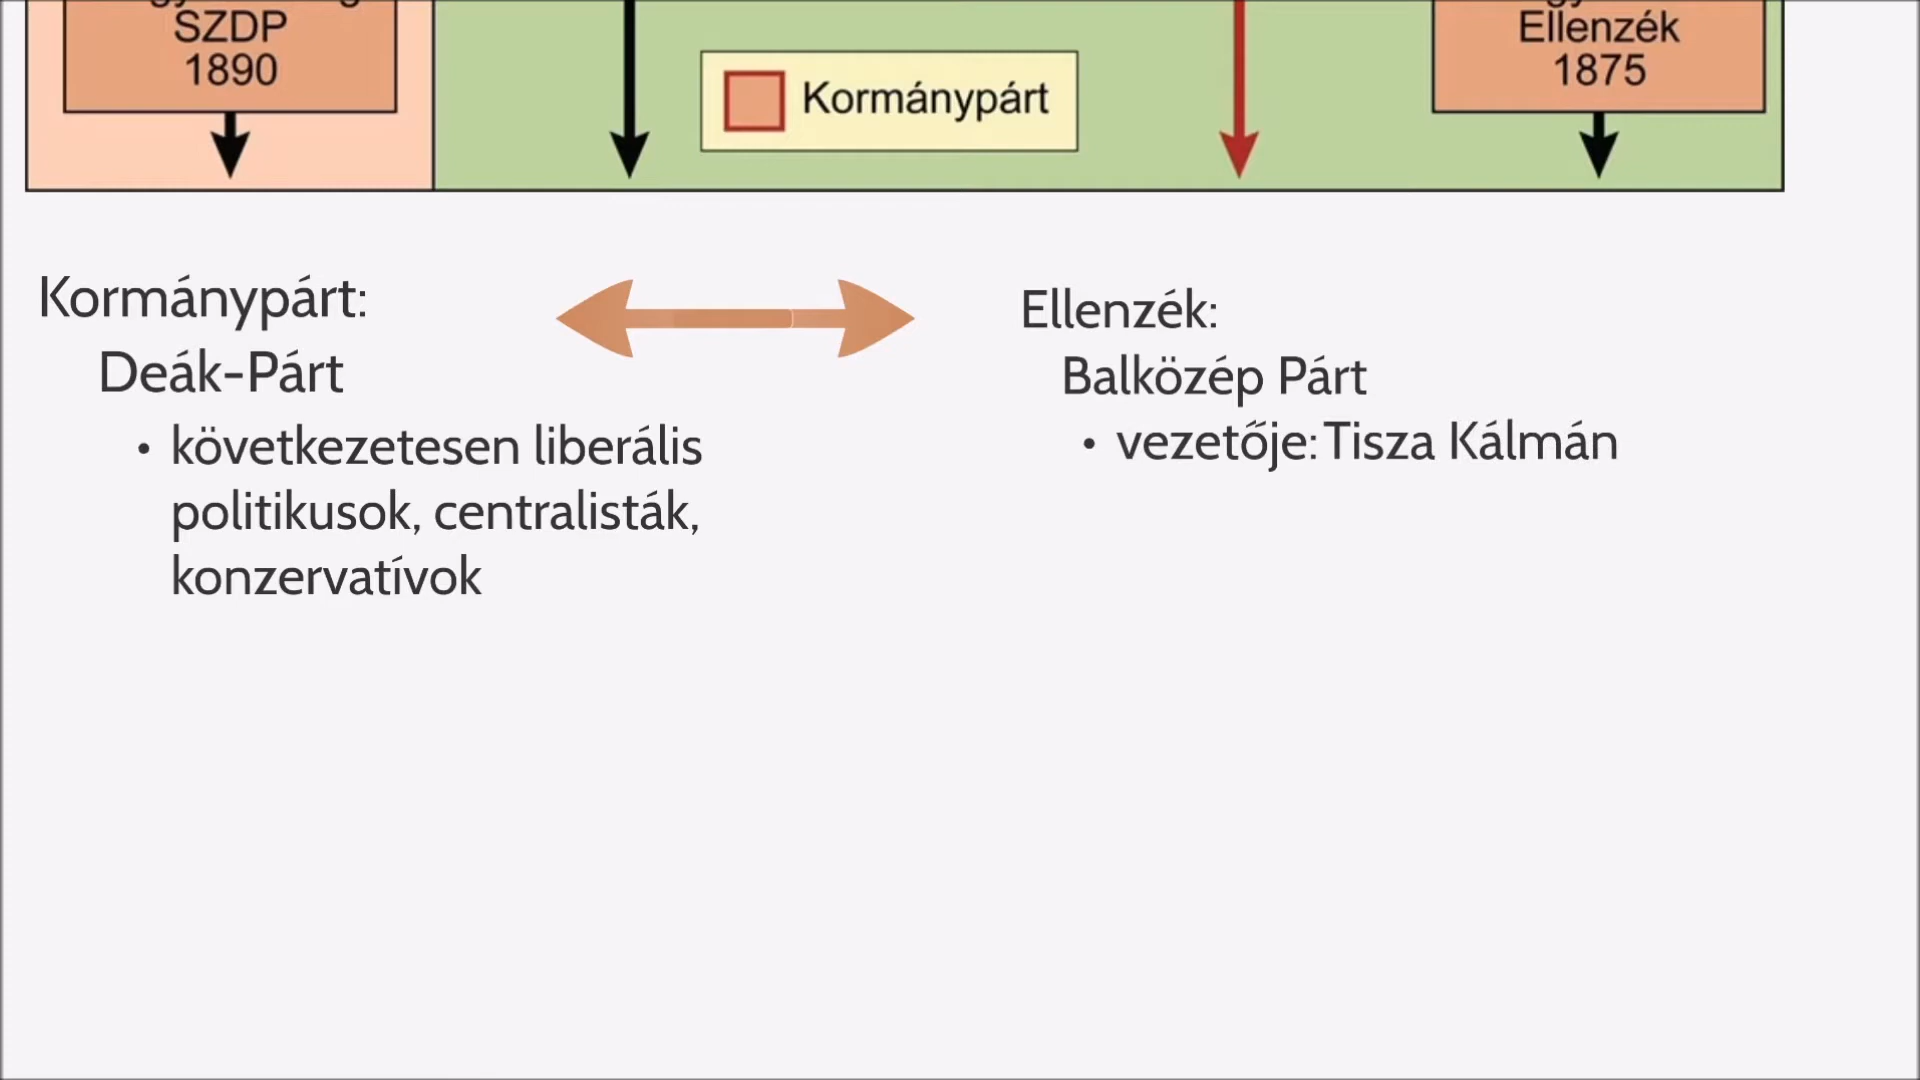 SZDP
1890
Kormánypárt
Ellenzék
1875
Kormánypárt:
Deák-Párt
• következetesen liberális
politikusok, centralisták,
konzervatívok
Ellenzék:
Balközép Párt
• vezetője: Tisza Kálmán